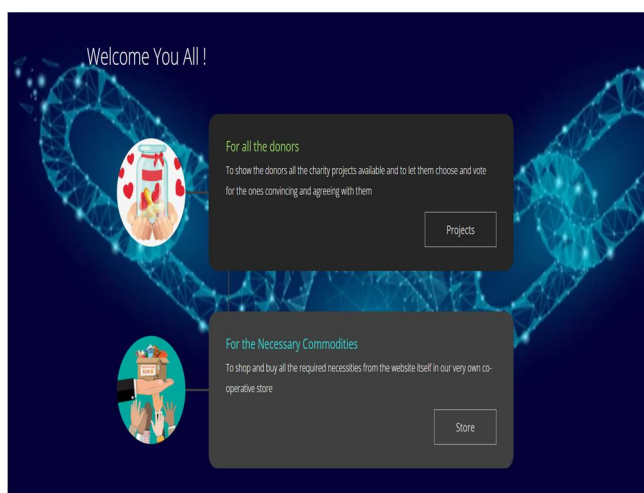 Welcome You All !
For all the donors
To show the donors all the charity projects available and to let them choose and vote
for the ones convincing and agreeing with them
Projects
For the Necessary Commodities
To shop and buy all the required necessities from the website itself in our very own co-
operative store
Store